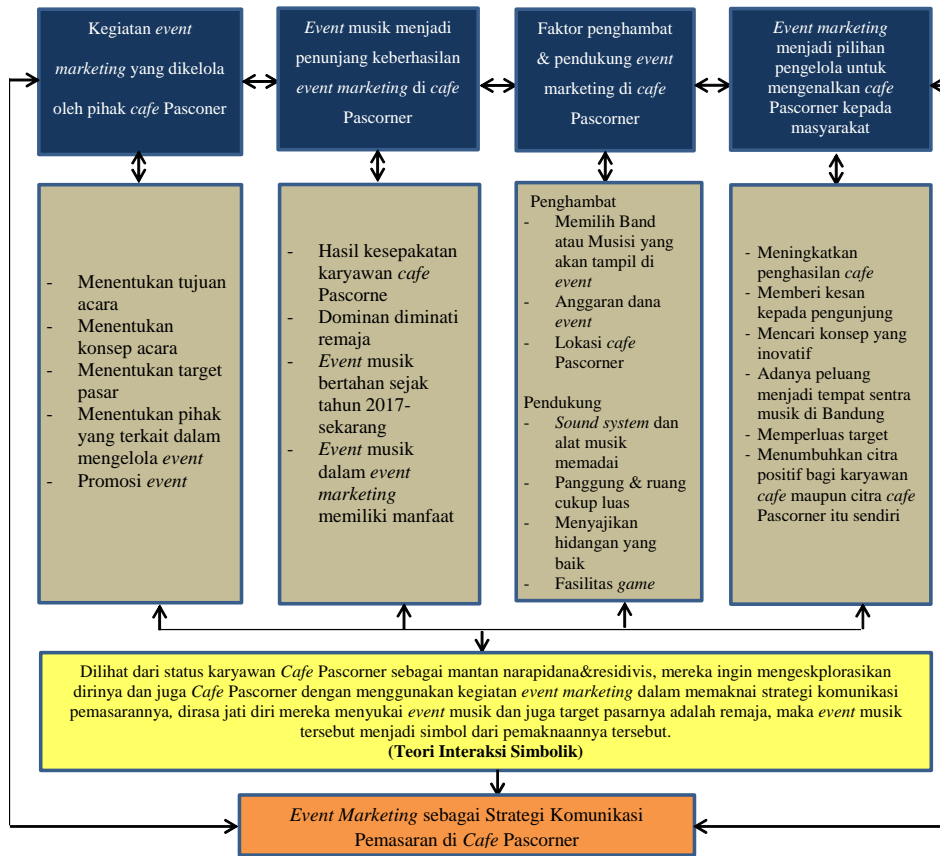 Kegiatan event
marketing yang dikelola
oleh pihak cafe Pasconer
Event musik menjadi
penunjang keberhasilan
event marketing di cafe
Pascorner
Faktor penghambat
& pendukung event
marketing di cafe
Pascorner
Event marketing
menjadi pilihan
pengelola untuk
mengenalkan cafe
Pascorner kepada
masyarakat
- Menentukan tujuan
acara
- Menentukan
konsep acara
- Menentukan target
pasar
- Menentukan pihak
yang terkait dalam
mengelola event
- Promosi event
- Hasil kesepakatan
karyawan cafe
Pascorne
- Dominan diminati
remaja
- Event musik
bertahan sejak
tahun 2017-
sekarang
- Event musik
dalam event
marketing
memiliki manfaat
Penghambat
- Memilih Band
atau Musisi yang
akan tampil di
event
- Anggaran dana
event
- Lokasi cafe
Pascorner
Pendukung
- Sound system dan
alat musik
memadai
- Panggung & ruang
cukup luas
- Menyajikan
hidangan yang
baik
- Fasilitas game
- Meningkatkan
penghasilan cafe
- Memberi kesan
kepada pengunjung
- Mencari konsep yang
inovatif
- Adanya peluang
menjadi tempat sentra
musik di Bandung
- Memperluas target
- Menumbuhkan citra
positif bagi karyawan
cafe maupun citra cafe
Pascorner itu sendiri
Dilihat dari status karyawan Cafe Pascorner sebagai mantan narapidana&residivis, mereka ingin mengeskplorasikan
dirinya dan juga Cafe Pascorner dengan menggunakan kegiatan event marketing dalam memaknai strategi komunikasi
pemasarannya, dirasa jati diri mereka menyukai event musik dan juga target pasarnya adalah remaja, maka event musik
tersebut menjadi simbol dari pemaknaannya tersebut.
(Teori Interaksi Simbolik)
Event Marketing sebagai Strategi Komunikasi
Pemasaran di Cafe Pascorner